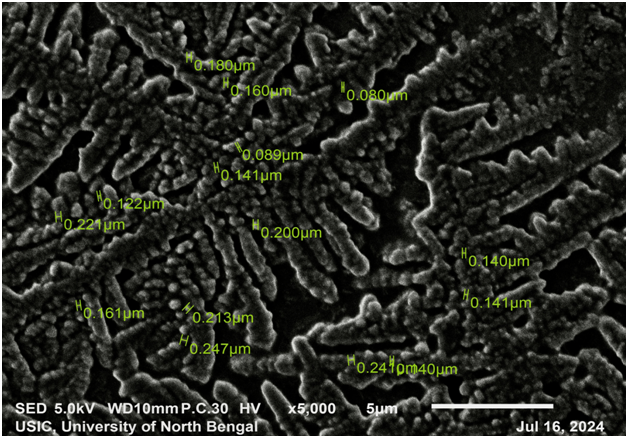 0.180µm
0.160µm
0.080µm
0.089µm
0.141µm
0.122µm
0.221µm
0.200µm
0.140µm
0.141µm
0.161µm
0.213µm
0.247µm
SED 5.0kV WD10mm P.C.30 HV x5,000 5µm
USIC, University of North Bengal Jul 16, 2024